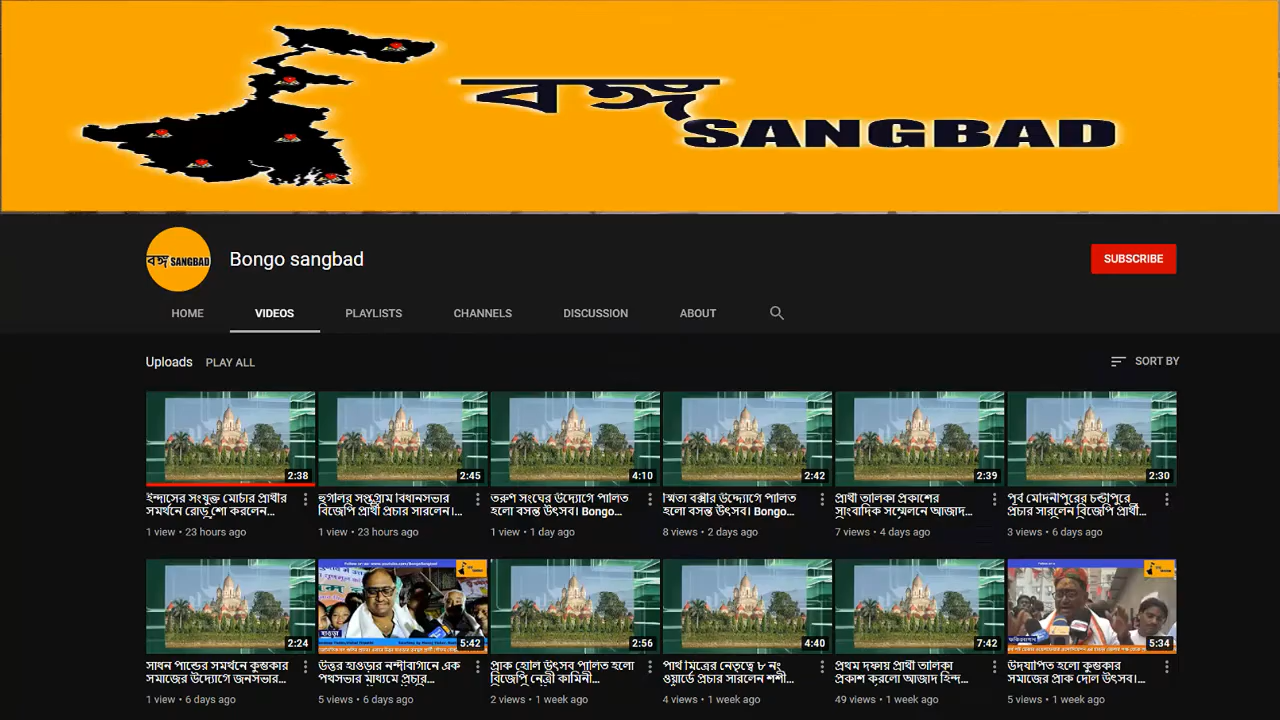 বঙ্গ
SANGBAD
বঙ্গ SANGBAD
Bongo sangbad
SUBSCRIBE
HOME
VIDEOS
PLAYLISTS
CHANNELS
DISCUSSION
ABOUT
Uploads
PLAY ALL
SORT BY
2:38
ইন্দাসের সংযুক্ত মোর্চার প্রার্থীর
সমর্থনে রোড শো করলেন...
1 view • 23 hours ago
2:45
হুগলির সপ্তগ্রাম বিধানসভার
বিজেপি প্রার্থী প্রচার সারলেন।...
1 view • 23 hours ago
4:10
তরুণ সংঘের উদ্যোগে পালিত
হলো বসন্ত উৎসব। Bongo...
1 view • 1 day ago
2:42
স্মিতা বক্সীর উদ্দ্যোগে পালিত
হলো বসন্ত উৎসব। Bongo...
8 views • 2 days ago
2:39
প্রার্থী তালিকা প্রকাশের
সাংবাদিক সম্মেলনে আজাদ...
7 views • 4 days ago
2:30
পূর্ব মেদিনীপুরের চন্ডীপুরে
প্রচার সারলেন বিজেপি প্রার্থী...
3 views • 6 days ago
2:24
সাধন পান্ডের সমর্থনে কুম্ভকার
সমাজের উদ্যোগে জনসভার...
1 view • 6 days ago
হাওড়া
5:42
উত্তর হাওড়ার নন্দীবাগানে এক
পথসভার মাধ্যমে প্রচার...
5 views • 6 days ago
2:56
প্রাক হোলি উৎসব পালিত হলো
বিজেপি নেত্রী কামিনী...
2 views • 1 week ago
4:40
পার্থ মিত্রের নেতৃত্বে ৮ নং
ওয়ার্ডে প্রচার সারলেন শশী...
4 views • 1 week ago
7:42
প্রথম দফায় প্রার্থী তালিকা
প্রকাশ করলো আজাদ হিন্দ...
49 views • 1 week ago
5:34
উদযাপিত হলো কুম্ভকার
সমাজের প্রাক দোল উৎসব।...
5 views • 1 week ago